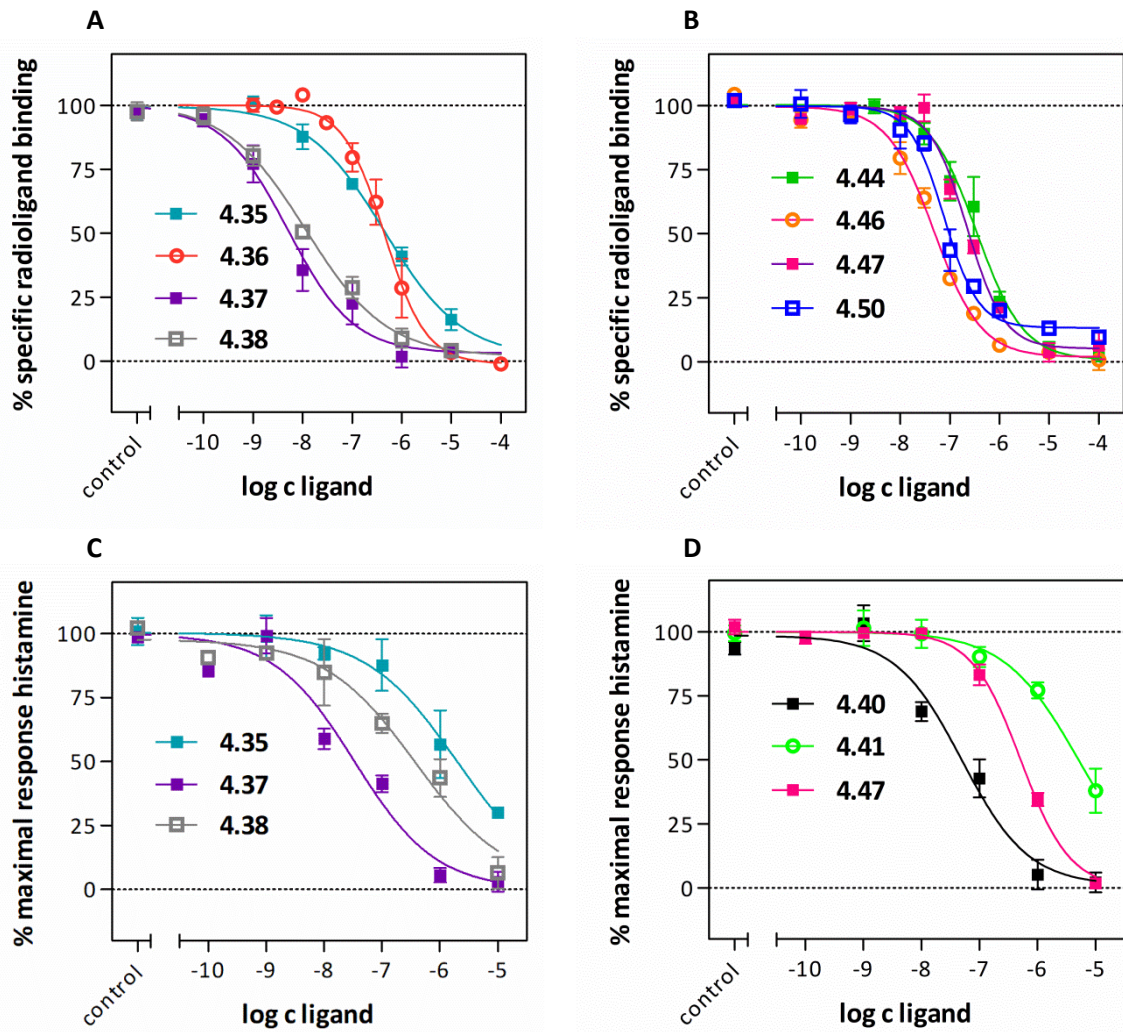 A
% specific radioligand binding
100
75
50
25
0
4.35
4.36
4.37
4.38
control
-10 -9 -8 -7 -6 -5 -4
log c ligand
B
% specific radioligand binding
100
75
50
25
0
4.44
4.46
4.47
4.50
control
-10 -9 -8 -7 -6 -5 -4
log c ligand
C
% maximal response histamine
100
75
50
25
0
4.35
4.37
4.38
control
-10 -9 -8 -7 -6 -5
log c ligand
D
% maximal response histamine
100
75
50
25
0
4.40
4.41
4.47
control
-10 -9 -8 -7 -6 -5
log c ligand